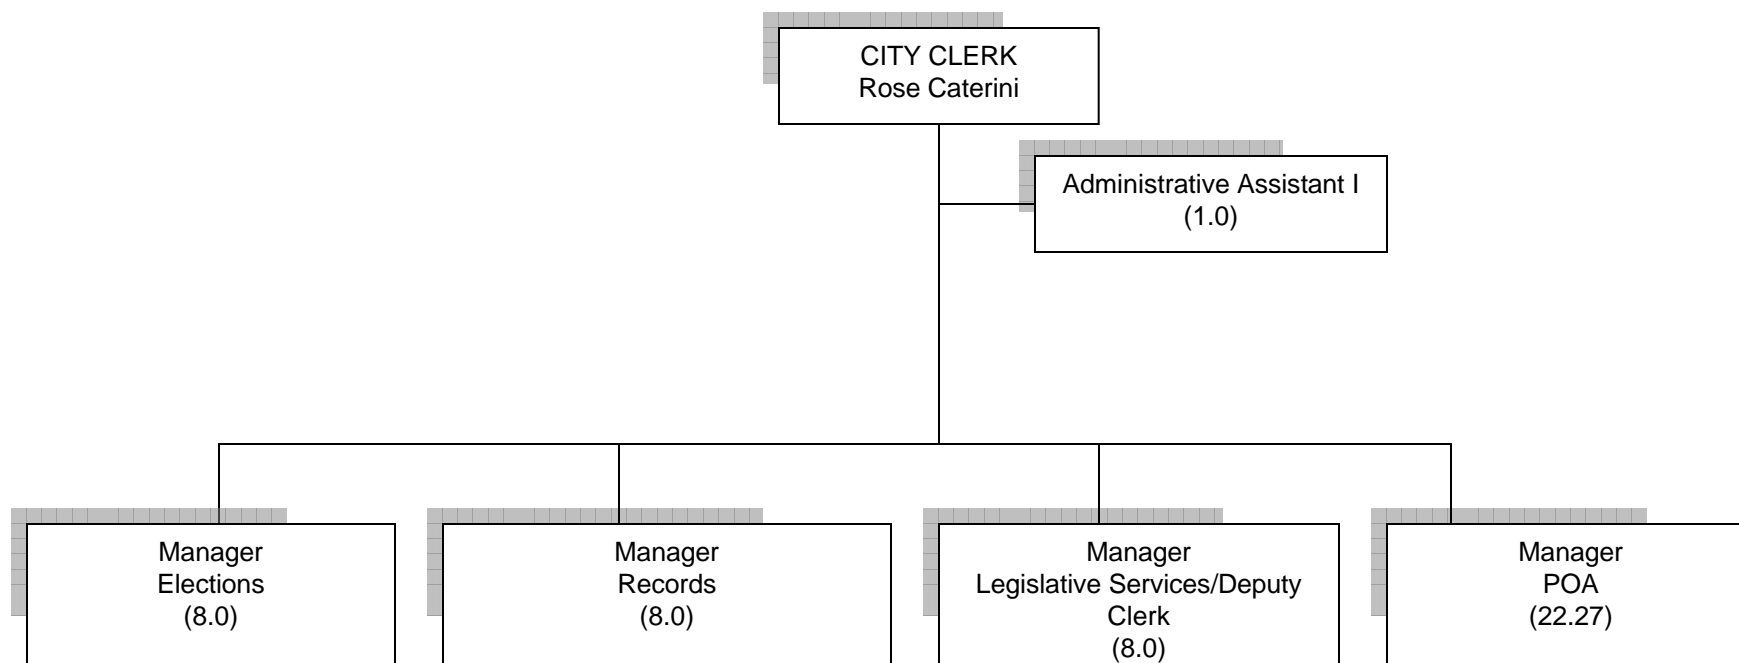 CITY CLERK
Rose Caterini
Administrative Assistant I
(1.0)
Manager
Elections
(8.0)
Manager
Records
(8.0)
Manager
Legislative Services/Deputy
Clerk
(8.0)
Manager
POA
(22.27)